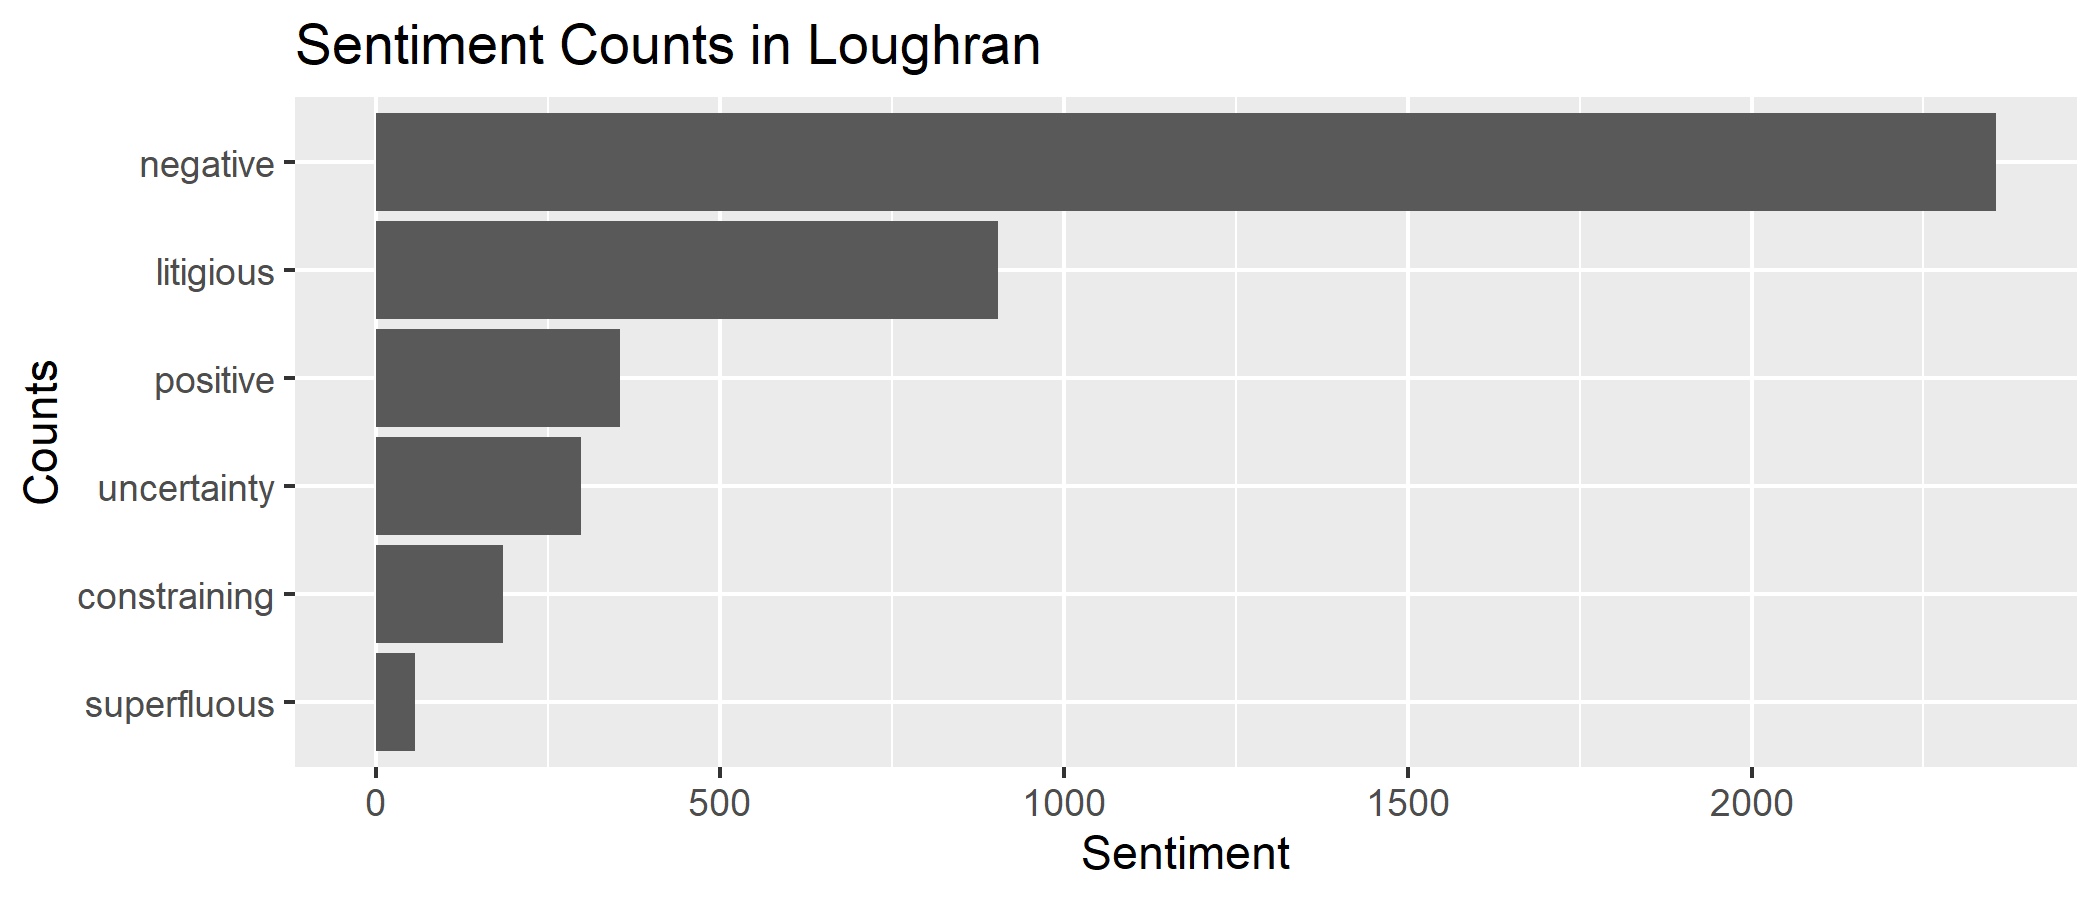 Sentiment Counts in Loughran
Counts
negative
litigious
positive
uncertainty
constraining
superfluous
0 500 1000 1500 2000
Sentiment